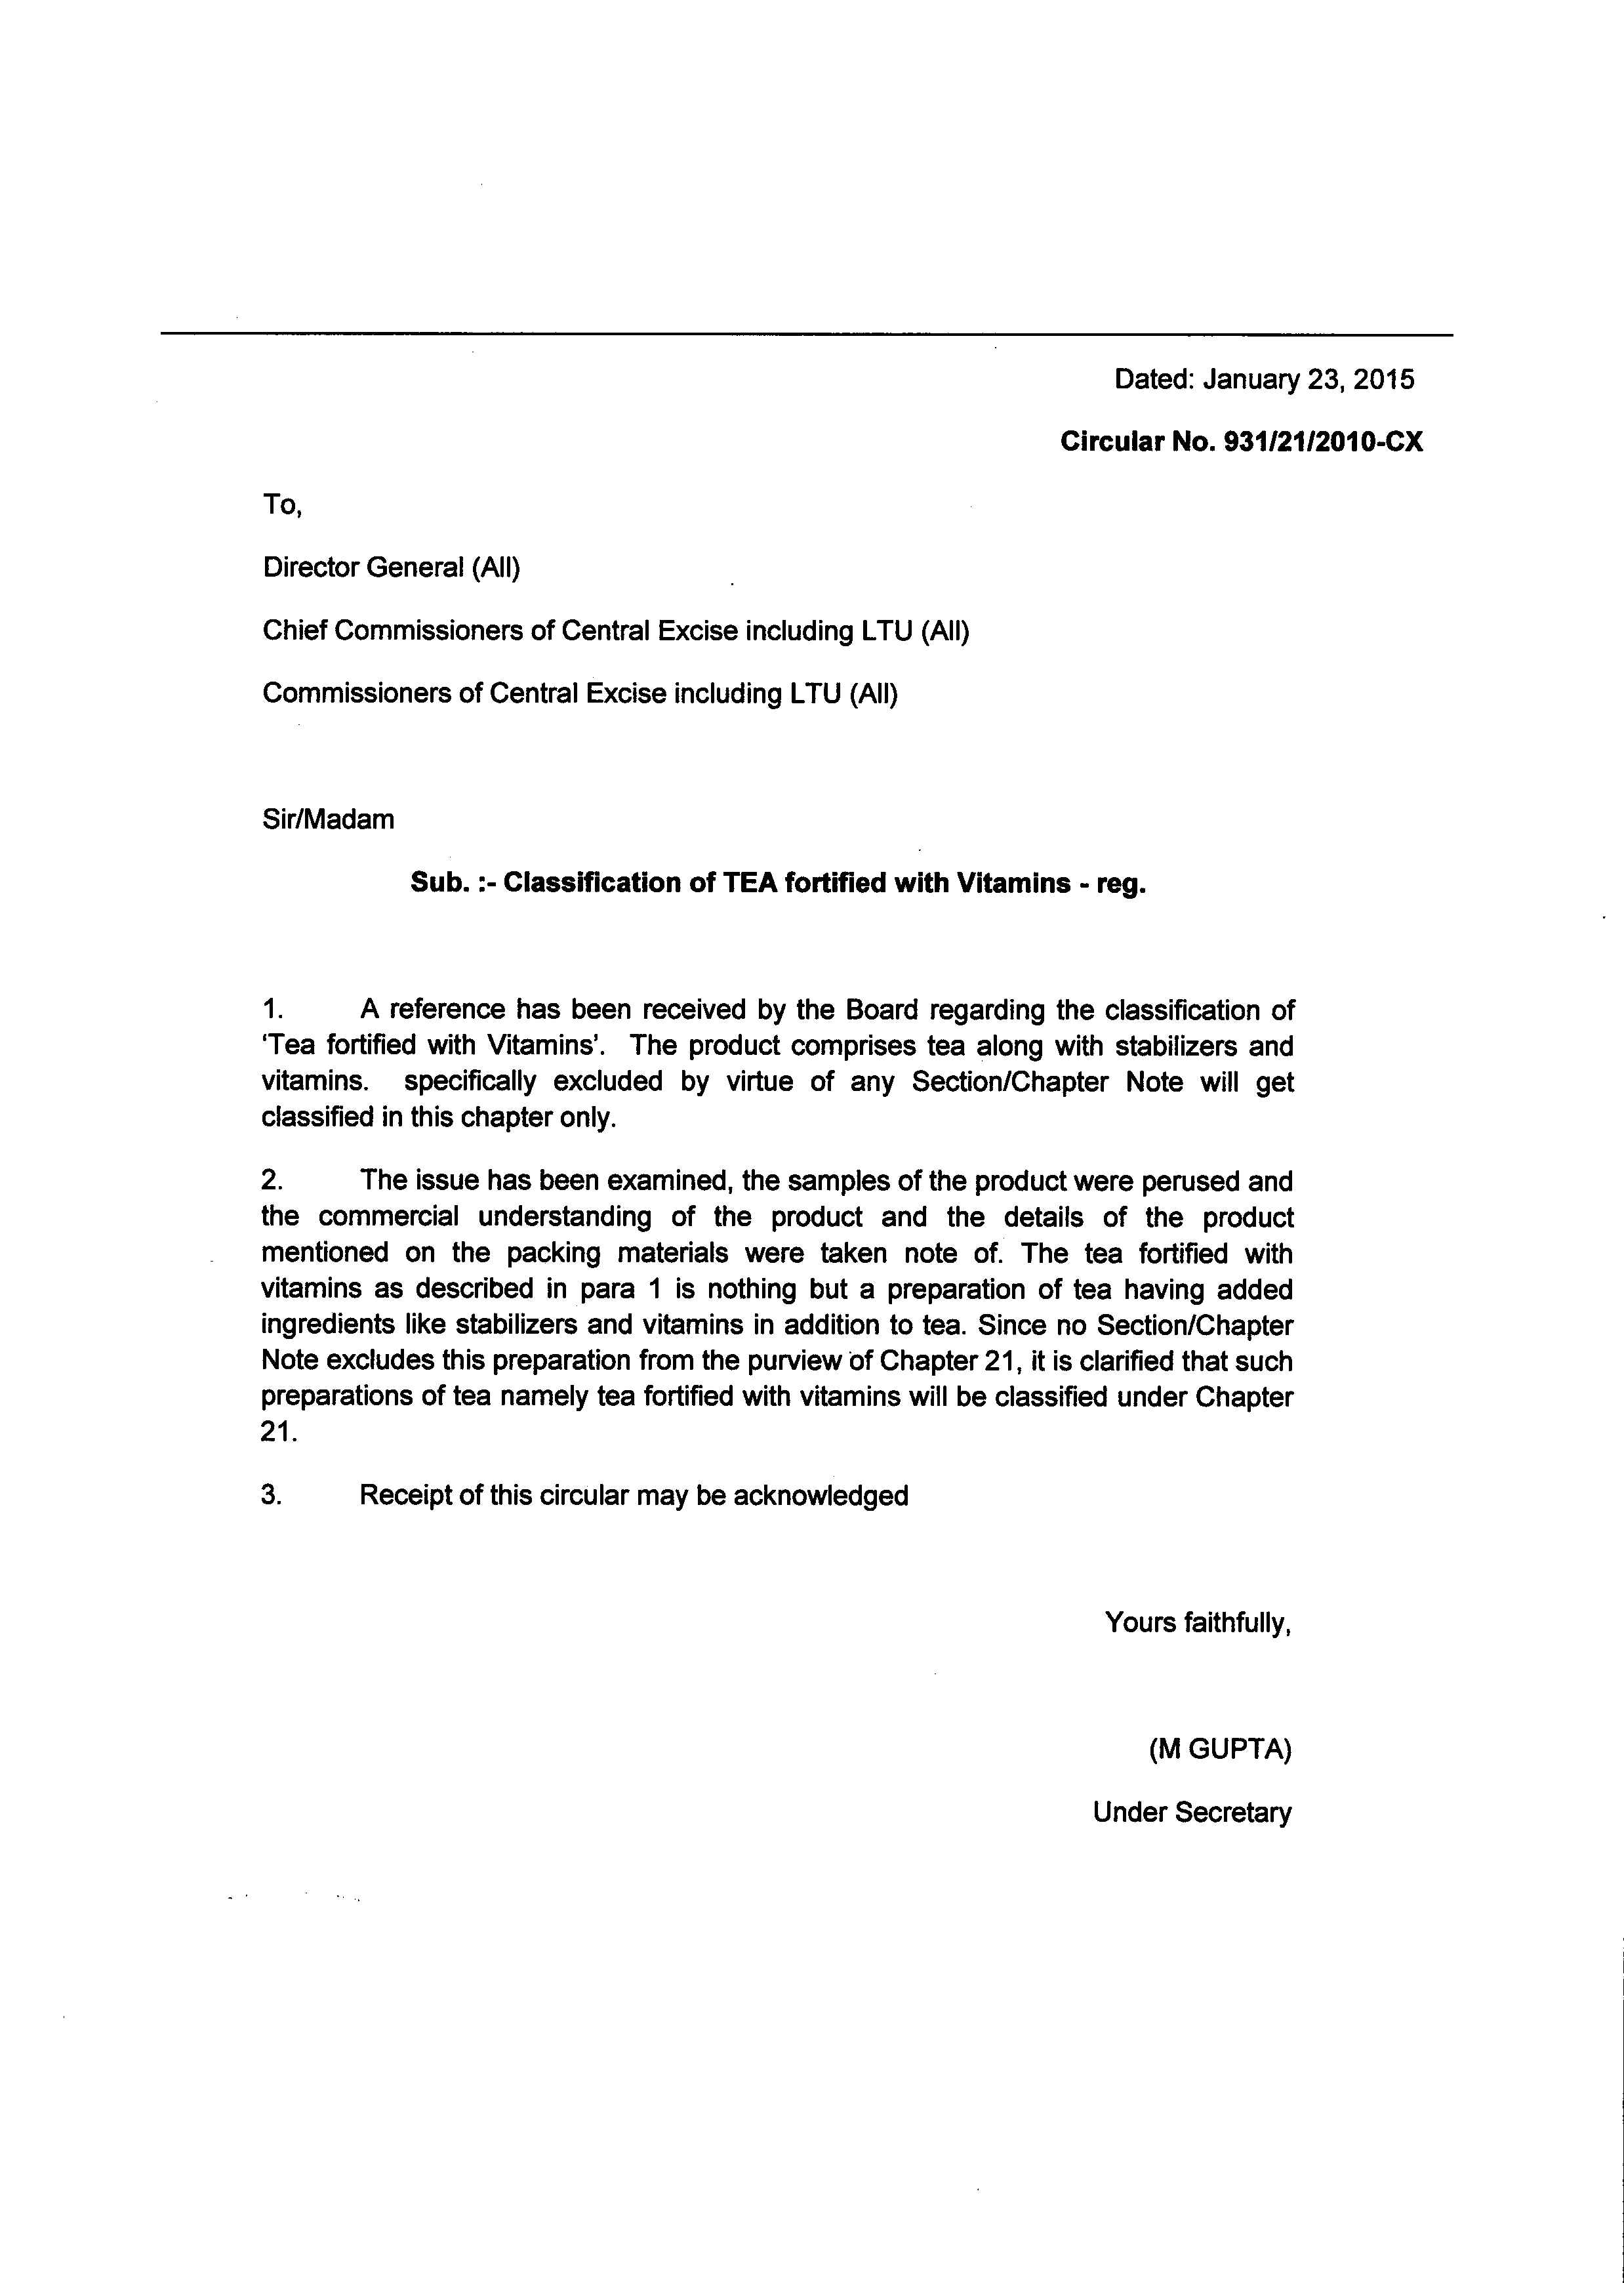 Dated: January 23, 2015
Circular No. 931/21/2010-CX
To,
Director General (All)
Chief Commissioners of Central Excise including LTU (All)
Commissioners of Central Excise including LTU (All)
Sir/Madam
Sub. :- Classification of TEA fortified with Vitamins - reg.
1. A reference has been received by the Board regarding the classification of
‘Tea fortified with Vitamins’. The product comprises tea along with stabilizers and
vitamins. specifically excluded by virtue of any Section/Chapter Note will get
classified in this chapter only.
2. The issue has been examined, the samples of the product were perused and
the commercial understanding of the product and the details of the product
mentioned on the packing materials were taken note of. The tea fortified with
vitamins as described in para 1 is nothing but a preparation of tea having added
ingredients like stabilizers and vitamins in addition to tea. Since no Section/Chapter
Note excludes this preparation from the purview of Chapter 21, it is clarified that such
preparations of tea namely tea fortified with vitamins will be classified under Chapter
21.
3. Receipt of this circular may be acknowledged
Yours faithfully,
(M GUPTA)
Under Secretary